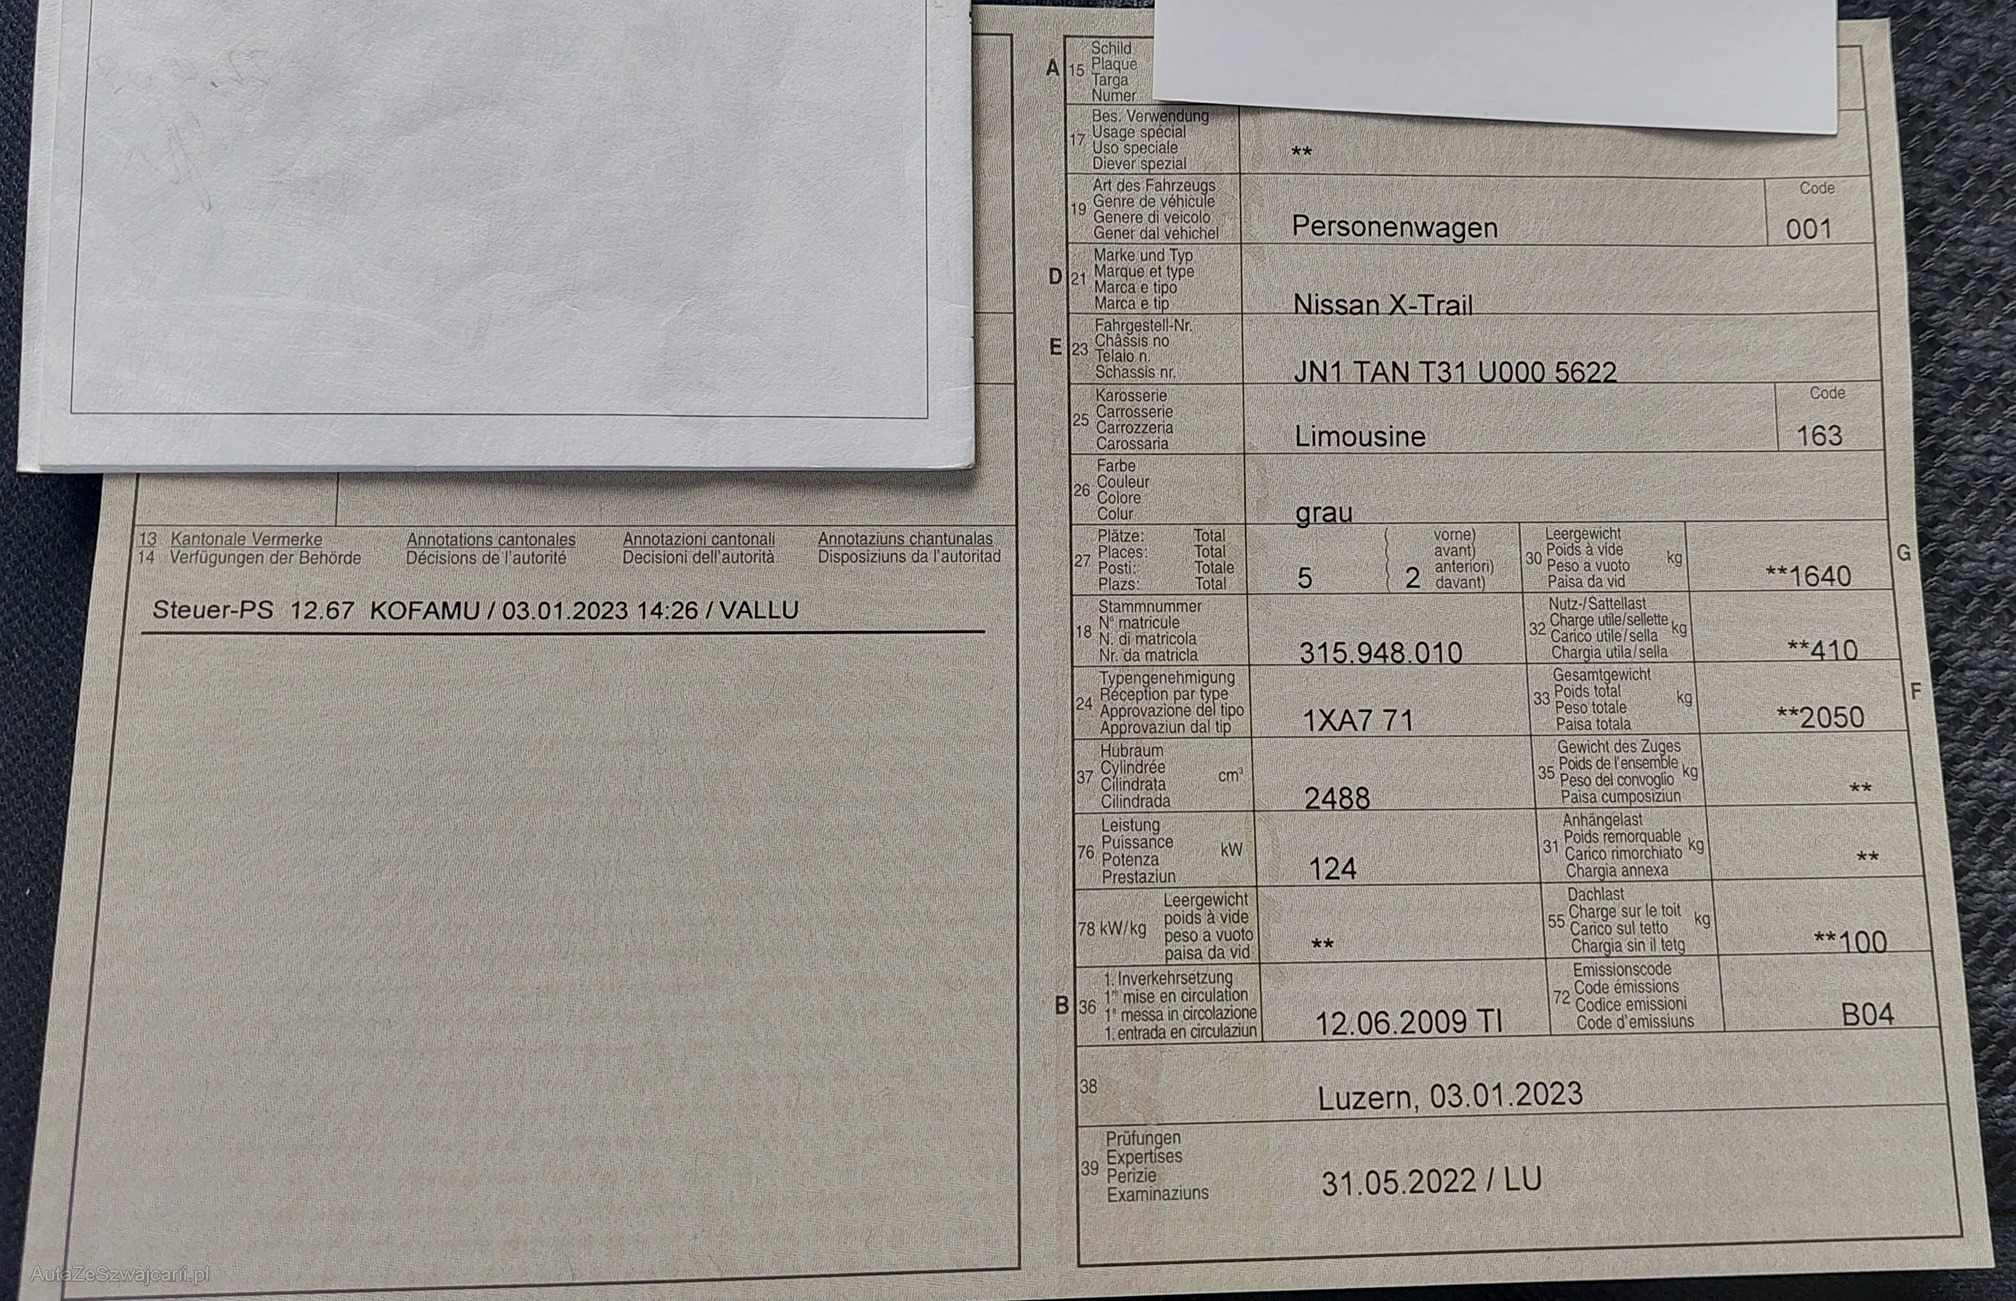 13 Kantonale Vermerke Annotations cantonales Annotazioni cantonali Annotaziuns chantunalas
14 Verfügungen der Behörde Décisions de l'autorité Decisioni dell'autorità Disposiziuns da l'autoritad
Steuer-PS 12.67 KOFAMU / 03.01.2023 14:26 / VALLU
A 15 Schild
Plaque
Targa
Numer
17 Bes. Verwendung
Usage spécial
Uso speciale
Diever spezial
**
19 Art des Fahrzeugs
Genre de véhicule
Genere di veicolo
Gener dal vehichel
Personenwagen
Code
001
D 21 Marke und Typ
Marque et type
Marca e tipo
Marca e tip
Nissan X-Trail
E 23 Fahrgestell-Nr.
Châssis no
Telaio n.
Schassis nr.
JN1 TAN T31 U000 5622
25 Karosserie
Carrosserie
Carrozzeria
Carossaria
Limousine
Code
163
26 Farbe
Couleur
Colore
Colur
grau
27 Plätze: Total
Places: Total
Posti: Totale
Plazs: Total
5 ( 2
vorne)
avant)
anteriori)
davant)
30 Leergewicht
Poids à vide kg
Peso a vuoto
Paisa da vid
**1640
G
18 Stammnummer
N° matricule
N. di matricola
Nr. da matricla
315.948.010
32 Nutz-/Sattellast
Charge utile/sellette kg
Carico utile/sella
Chargia utila/sella
**410
24 Typengenehmigung
Réception par type
Approvazione del tipo
Approvaziun dal tip
1XA7 71
33 Gesamtgewicht
Poids total kg
Peso totale
Paisa totala
**2050
F
37 Hubraum
Cylindrée cm³
Cilindrata
Cilindrada
2488
35 Gewicht des Zuges
Poids de l'ensemble kg
Peso del convoglio
Paisa cumposiziun
**
76 Leistung
Puissance kW
Potenza
Prestaziun
124
31 Anhängelast
Poids remorquable kg
Carico rimorchiato
Chargia annexa
**
78 kW/kg Leergewicht
poids à vide
peso a vuoto
paisa da vid
**
55 Dachlast
Charge sur le toit kg
Carico sul tetto
Chargia sin il tetg
**100
B 36 1. Inverkehrsetzung
1re mise en circulation
1a messa in circolazione
1. entrada en circulaziun
12.06.2009 TI
72 Emissionscode
Code émissions
Codice emissioni
Code d'emissiuns
B04
38 Luzern, 03.01.2023
39 Prüfungen
Expertises
Perizie
Examinaziuns
31.05.2022 / LU
AutaZeSzwajcarii.pl